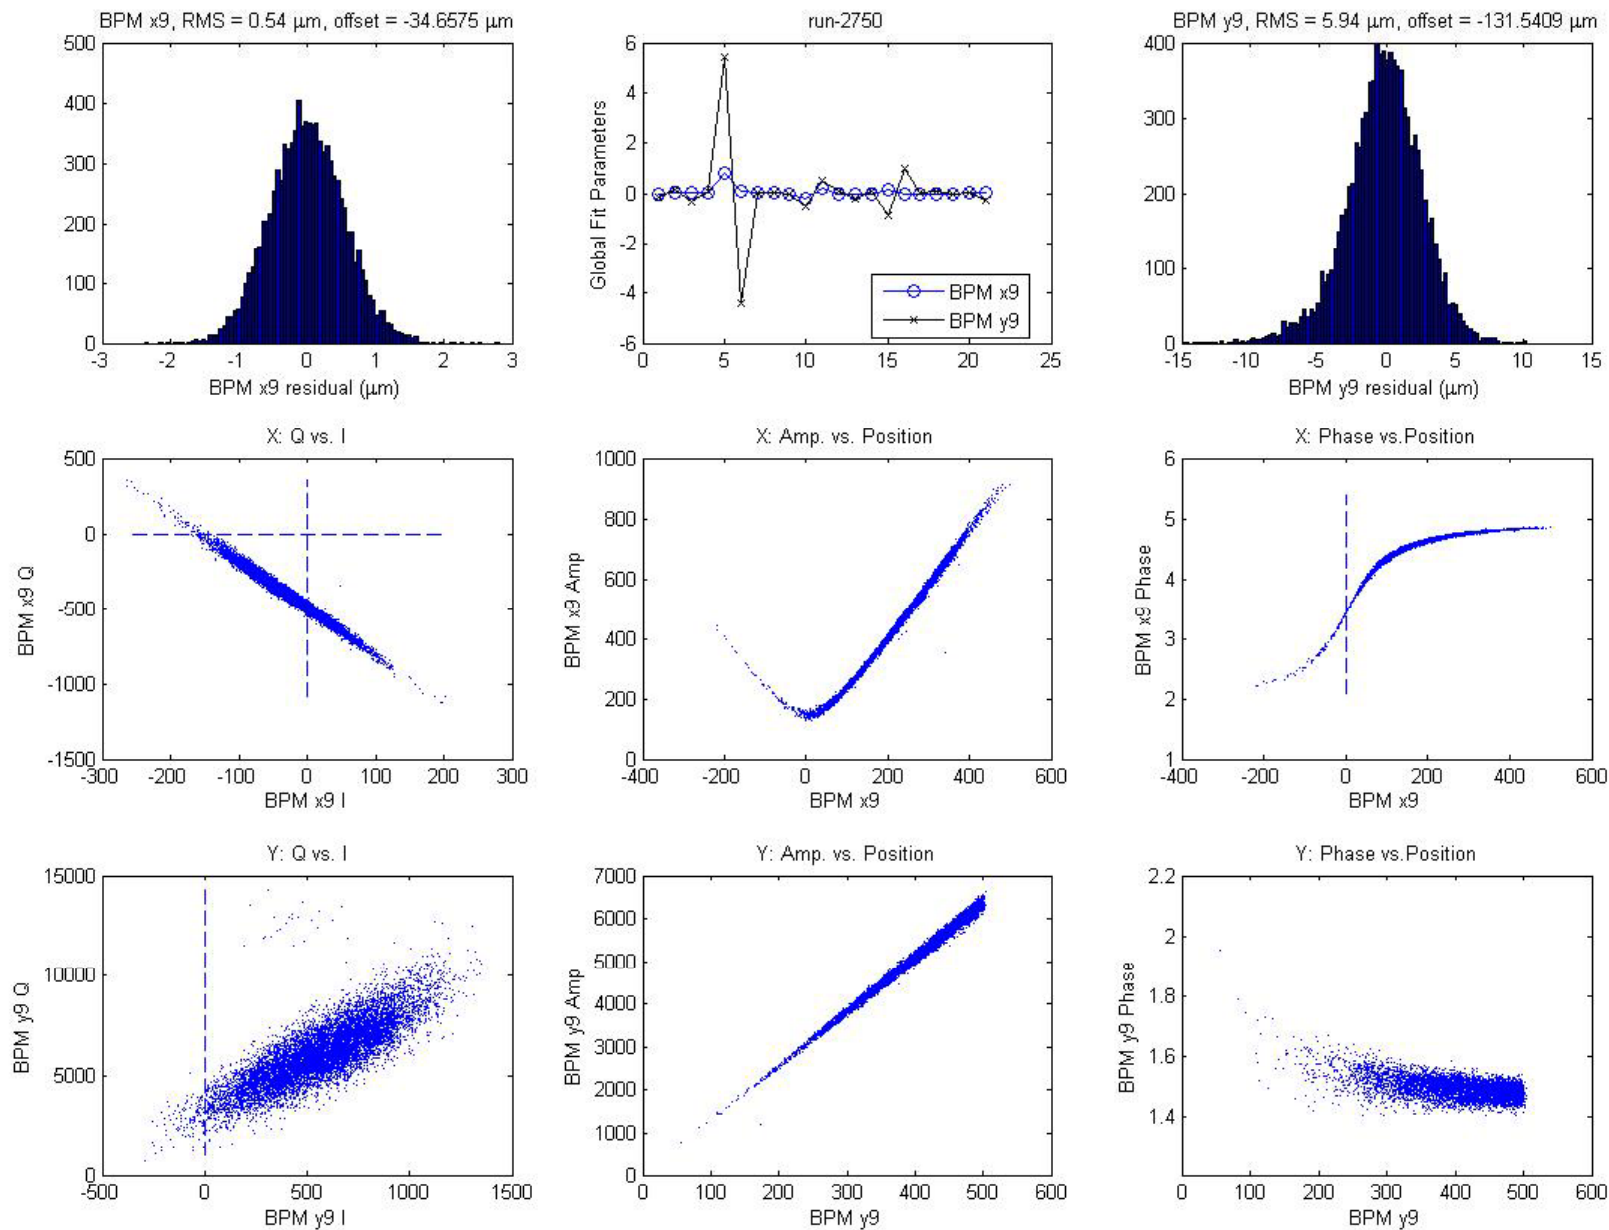 BPM x9, RMS = 0.54 μm, offset = -34.6575 μm
500
400
300
200
100
0
-3 -2 -1 0 1 2 3
BPM x9 residual (μm)
run-2750
Global Fit Parameters
6
4
2
0
-2
-4
-6
0 5 10 15 20 25
BPM x9
BPM y9
BPM y9, RMS = 5.94 μm, offset = -131.5409 μm
400
300
200
100
0
-15 -10 -5 0 5 10 15
BPM y9 residual (μm)
X: Q vs. I
BPM x9 Q
500
0
-500
-1000
-1500
-300 -200 -100 0 100 200 300
BPM x9 I
X: Amp. vs. Position
BPM x9 Amp
1000
800
600
400
200
0
-400 -200 0 200 400 600
BPM x9
X: Phase vs.Position
BPM x9 Phase
6
5
4
3
2
1
-400 -200 0 200 400 600
BPM x9
Y: Q vs. I
BPM y9 Q
15000
10000
5000
0
-500 0 500 1000 1500
BPM y9 I
Y: Amp. vs. Position
BPM y9 Amp
7000
6000
5000
4000
3000
2000
1000
0
0 100 200 300 400 500 600
BPM y9
Y: Phase vs.Position
BPM y9 Phase
2.2
2
1.8
1.6
1.4
0 100 200 300 400 500 600
BPM y9